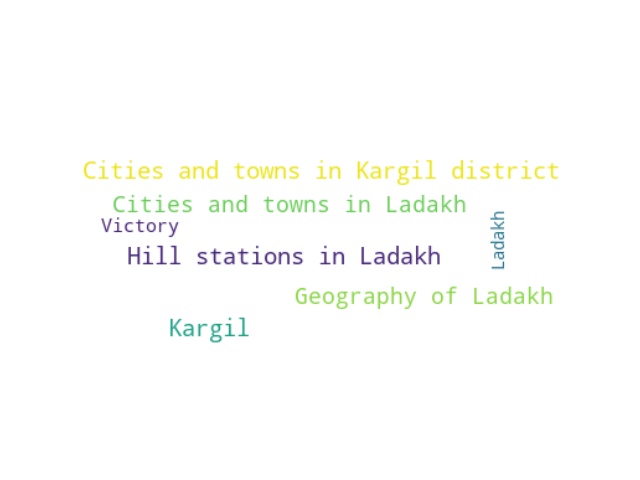 Cities and towns in Kargil district
Cities and towns in Ladakh
Victory
Ladakh
Hill stations in Ladakh
Geography of Ladakh
Kargil